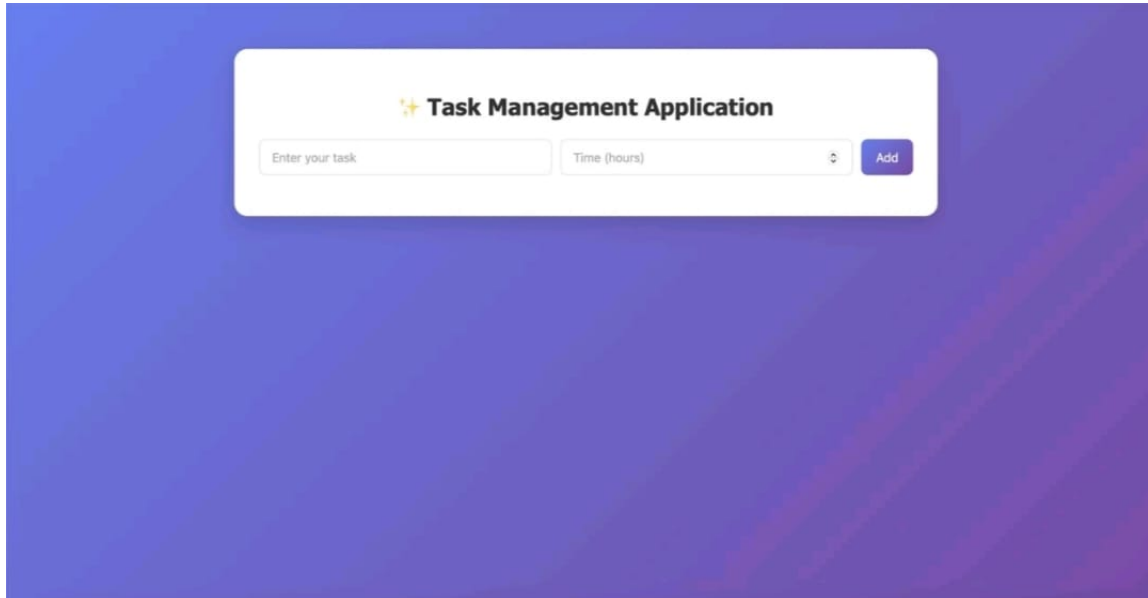 ✨ Task Management Application
Enter your task
Time (hours)
Add